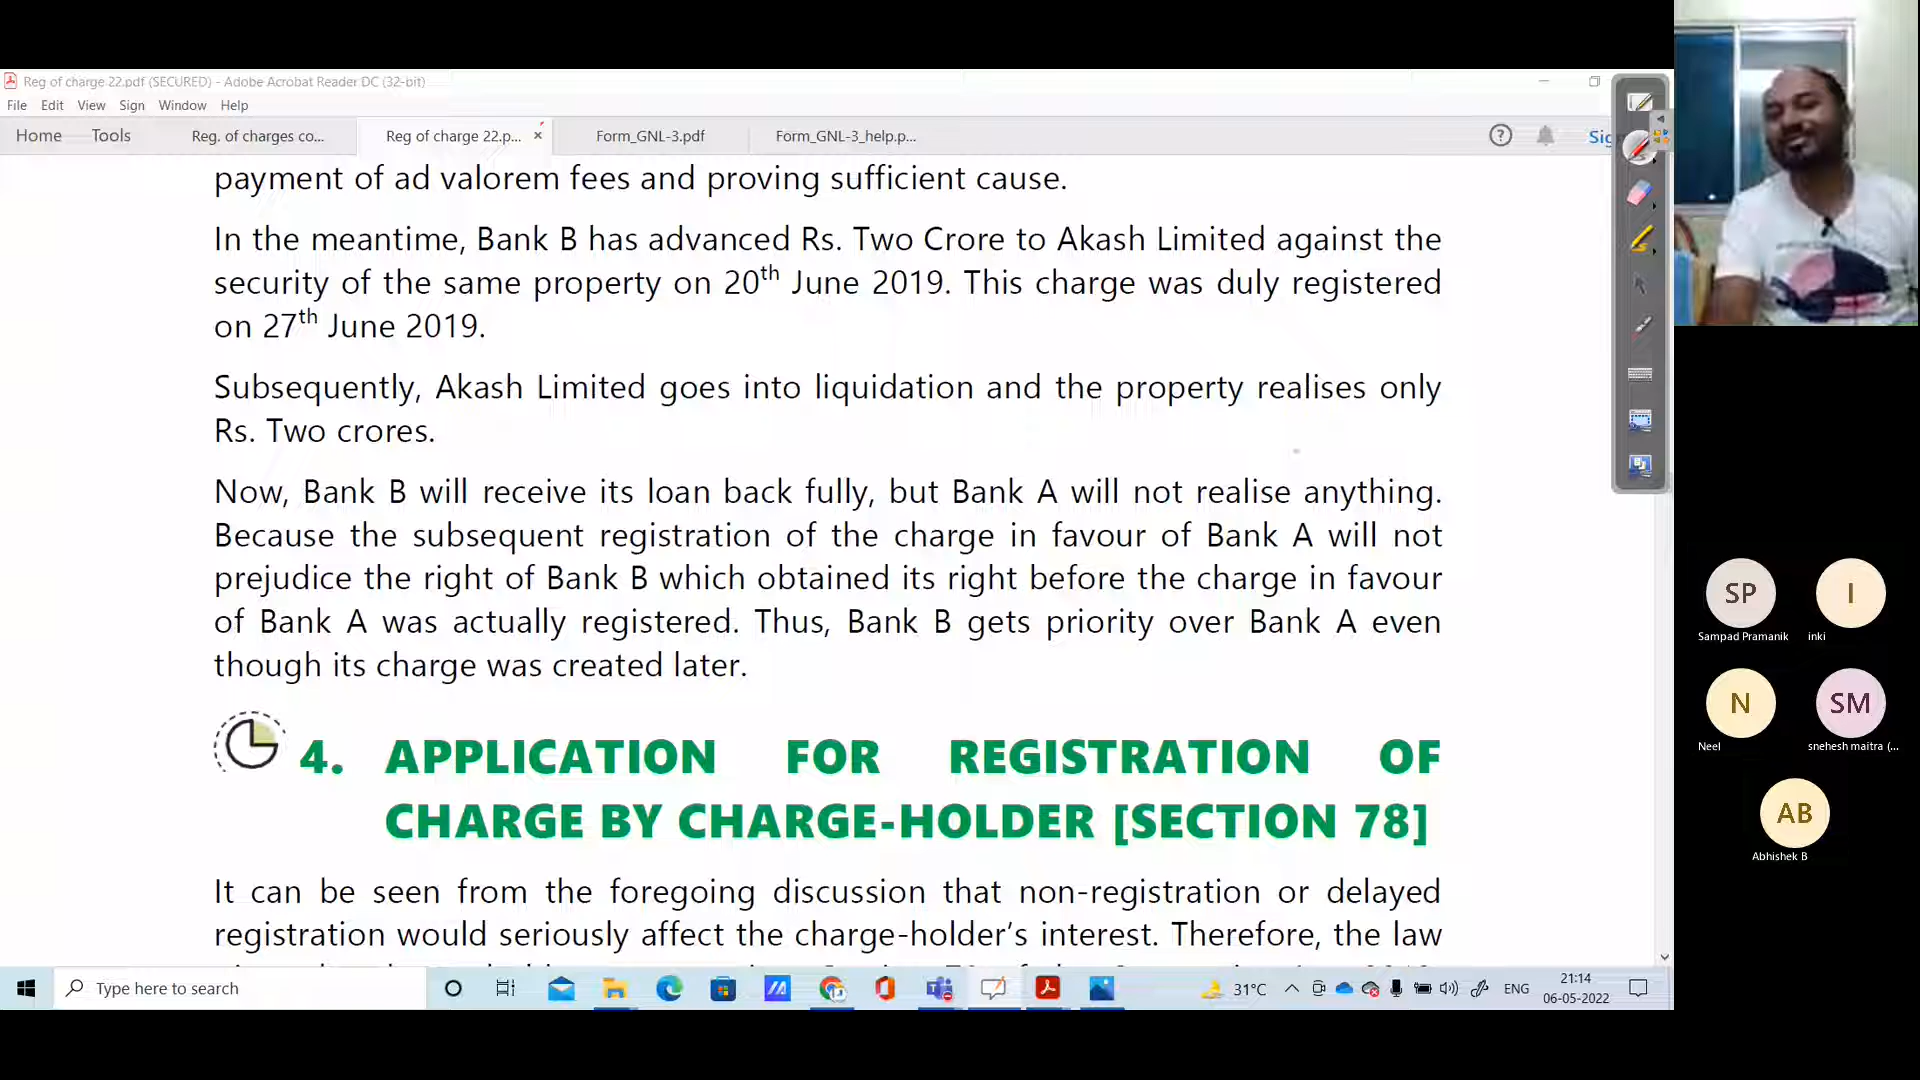 Reg of charge 22.pdf (SECURED) - Adobe Acrobat Reader DC (32-bit)
File Edit View Sign Window Help
Home Tools Reg. of charges co... Reg of charge 22.p... × Form_GNL-3.pdf Form_GNL-3_help.p...
payment of ad valorem fees and proving sufficient cause.
In the meantime, Bank B has advanced Rs. Two Crore to Akash Limited against the
security of the same property on 20th June 2019. This charge was duly registered
on 27th June 2019.
Subsequently, Akash Limited goes into liquidation and the property realises only
Rs. Two crores.
Now, Bank B will receive its loan back fully, but Bank A will not realise anything.
Because the subsequent registration of the charge in favour of Bank A will not
prejudice the right of Bank B which obtained its right before the charge in favour
of Bank A was actually registered. Thus, Bank B gets priority over Bank A even
though its charge was created later.
4. APPLICATION FOR REGISTRATION OF
CHARGE BY CHARGE-HOLDER [SECTION 78]
It can be seen from the foregoing discussion that non-registration or delayed
registration would seriously affect the charge-holder's interest. Therefore, the law
Type here to search
31°C
ENG
21:14
06-05-2022
SP I
Sampad Pramanik inki
N SM
Neel snehesh maitra (...
AB
Abhishek B